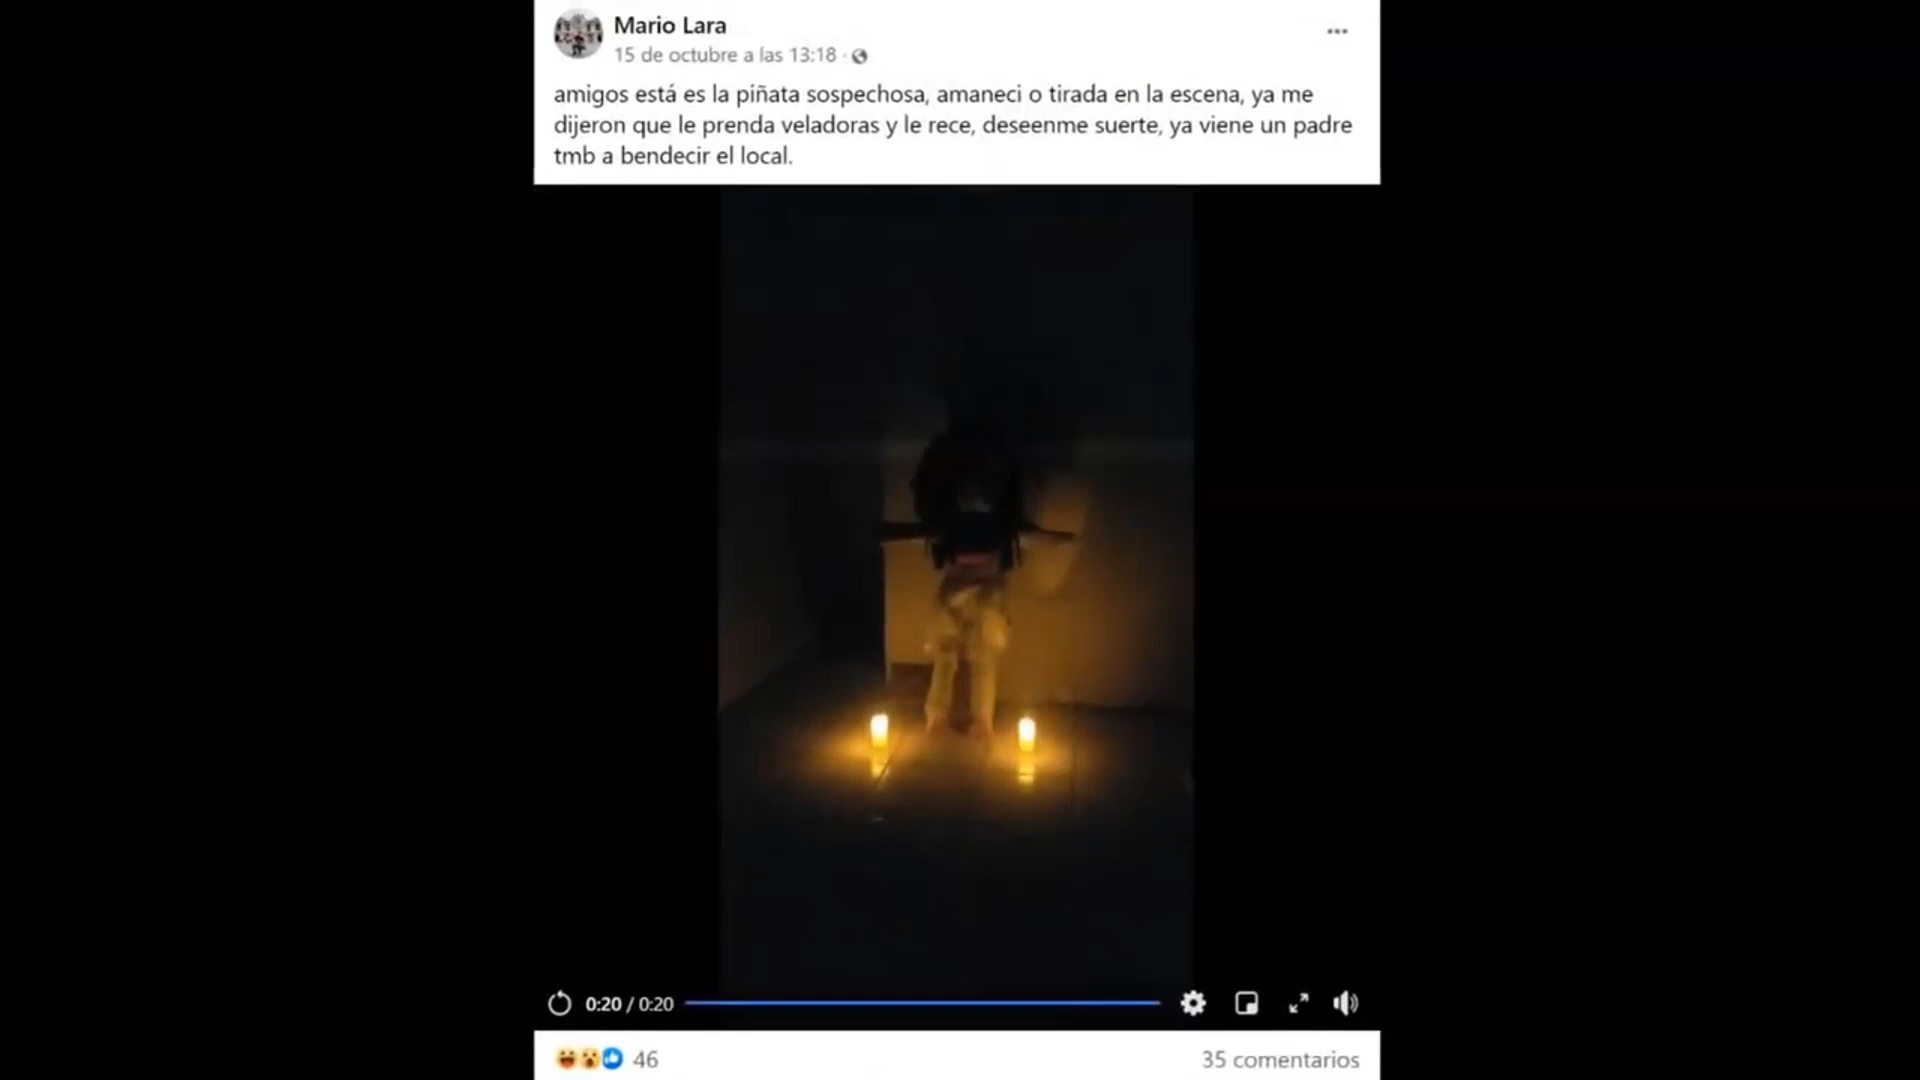 Mario Lara
15 de octubre a las 13:18 ·
amigos está es la piñata sospechosa, amaneci o tirada en la escena, ya me
dijeron que le prenda veladoras y le rece, deseenme suerte, ya viene un padre
tmb a bendecir el local.
0:20 / 0:20
46
35 comentarios